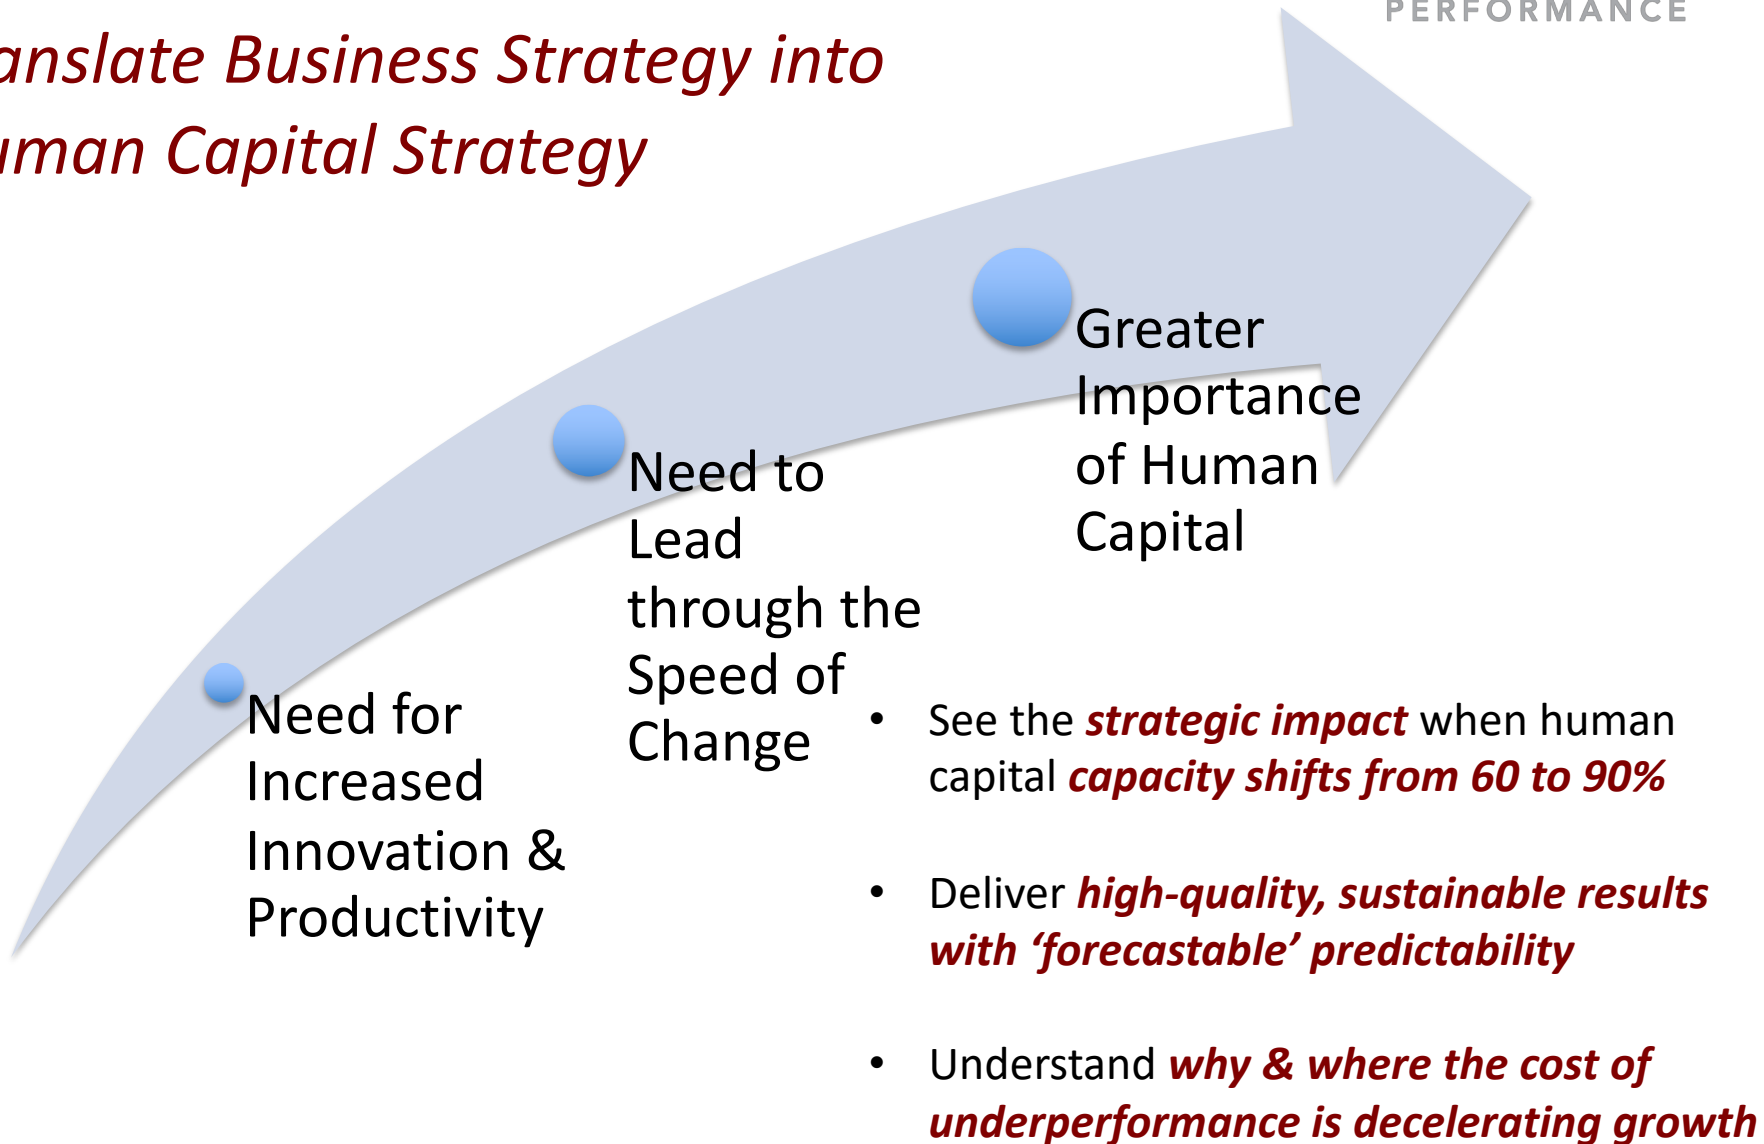 PERFORMANCE
anslate Business Strategy into
uman Capital Strategy
Greater
Importance
of Human
Capital
Need to
Lead
through the
Speed of
Change
Need for
Increased
Innovation &
Productivity
• See the strategic impact when human
capital capacity shifts from 60 to 90%
• Deliver high-quality, sustainable results
with ‘forecastable’ predictability
• Understand why & where the cost of
underperformance is decelerating growth